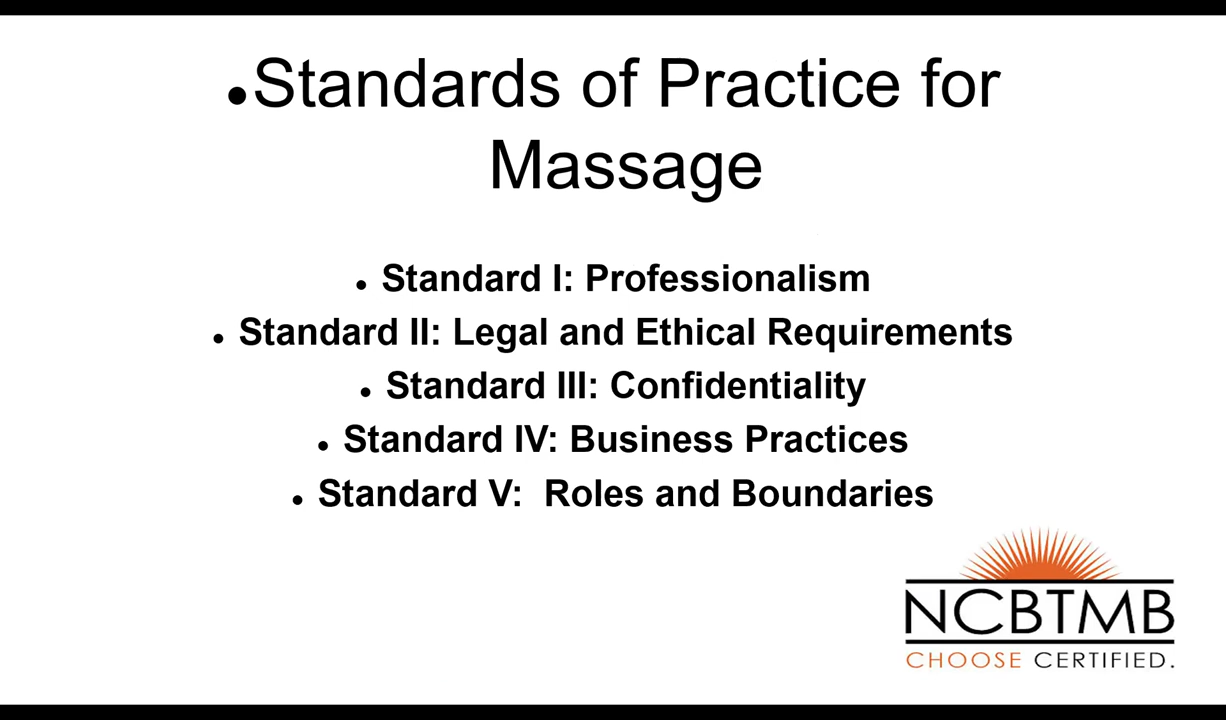 •Standards of Practice for
Massage
• Standard I: Professionalism
• Standard II: Legal and Ethical Requirements
• Standard III: Confidentiality
• Standard IV: Business Practices
• Standard V:  Roles and Boundaries
NCBTMB
CHOOSE CERTIFIED.